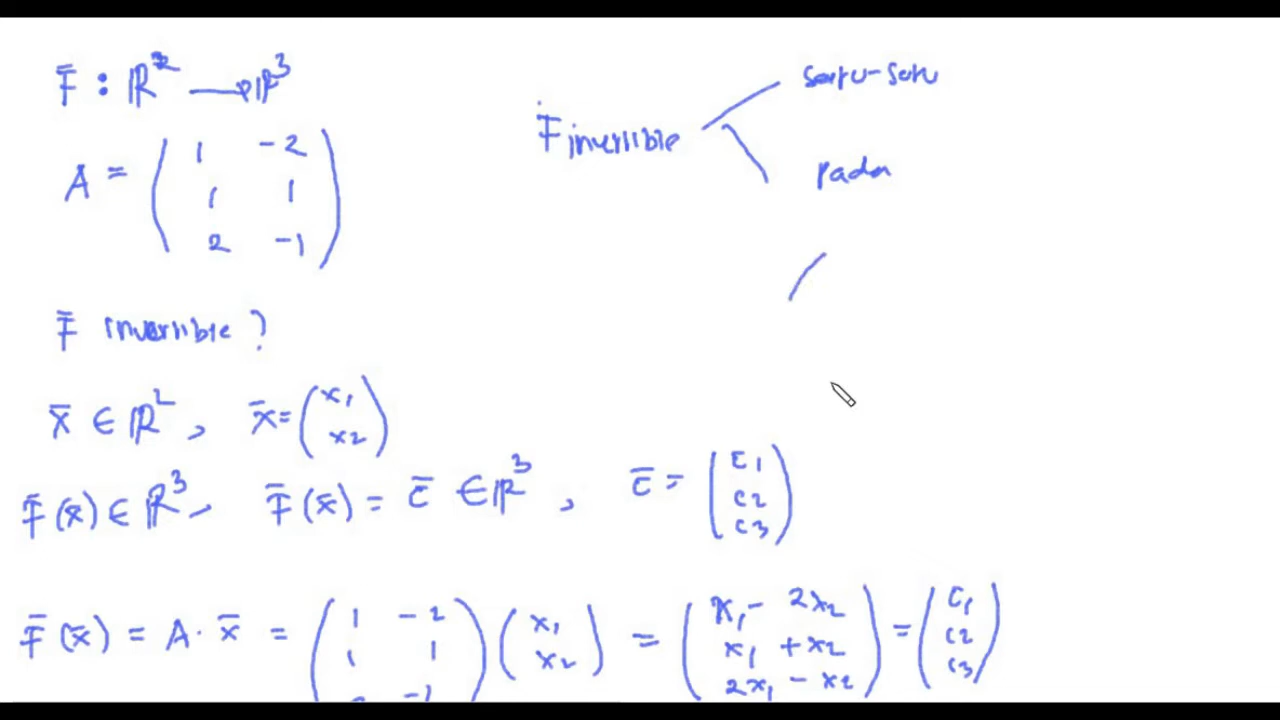 F̄ : ℝ² → ℝ³
A = ( 1 -2
1 1
2 -1 )
F̄ invertible
satu-satu
pada
F̄ invertible ?
x̄ ∈ ℝ², x̄ = ( x1
x2 )
F̄(x̄) ∈ ℝ³, F̄(x̄) = c̄ ∈ ℝ³, c̄ = ( c1
c2
c3 )
F̄(x̄) = A · x̄ = ( 1 -2
1 1
-1 ) ( x1
x2 ) = ( x1 - 2x2
x1 + x2
2x1 - x2 ) = ( c1
c2
c3 )